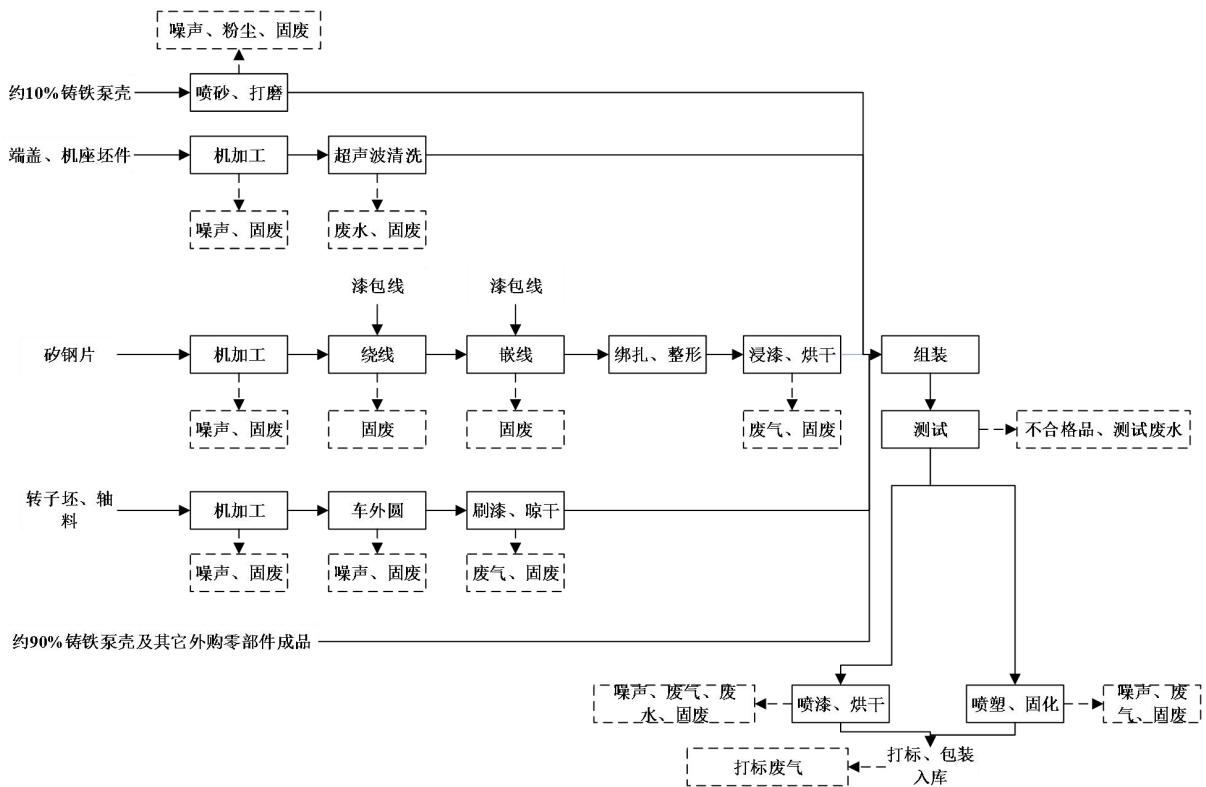 噪声、粉尘、固废
约10%铸铁泵壳
喷砂、打磨
端盖、机座坯件
机加工
超声波清洗
噪声、固废
废水、固废
漆包线
漆包线
矽钢片
机加工
绕线
嵌线
绑扎、整形
浸漆、烘干
组装
噪声、固废
固废
固废
废气、固废
测试
不合格品、测试废水
转子坯、轴
料
机加工
车外圆
刷漆、晾干
噪声、固废
噪声、固废
废气、固废
约90%铸铁泵壳及其它外购零部件成品
噪声、废气、废
水、固废
喷漆、烘干
喷塑、固化
噪声、废
气、固废
打标废气
打标、包装
入库